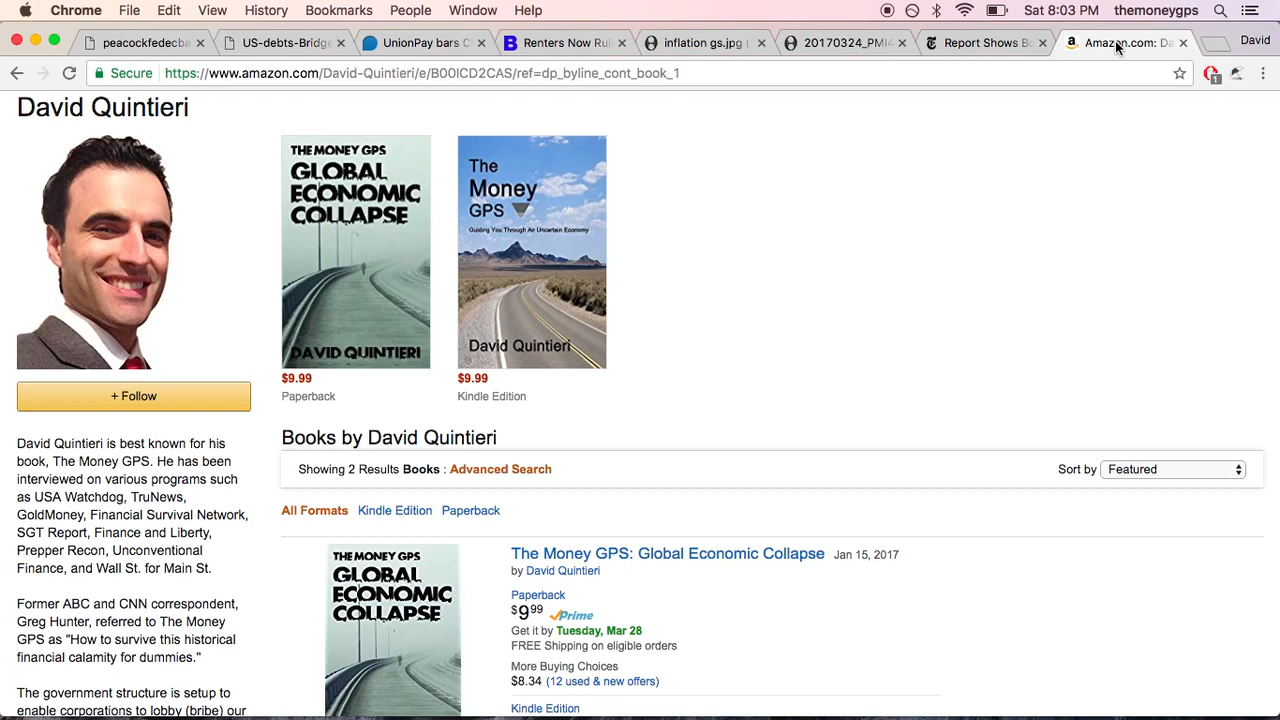 Chrome File Edit View History Bookmarks People Window Help Sat 8:03 PM themoneygps
peacockfedecba US-debts-Bridge UnionPay bars C Renters Now Rul inflation gs.jpg ( 20170324_PMI4 Report Shows Bo Amazon.com: Da David
Secure https://www.amazon.com/David-Quintieri/e/B00ICD2CAS/ref=dp_byline_cont_book_1
1
David Quintieri
THE MONEY GPS
GLOBAL
ECONOMIC
COLLAPSE
DAVID QUINTIERI
The
Money
GPS
Guiding You Through An Uncertain Economy
David Quintieri
$9.99
Paperback
$9.99
Kindle Edition
+ Follow
David Quintieri is best known for his
book, The Money GPS. He has been
interviewed on various programs such
as USA Watchdog, TruNews,
GoldMoney, Financial Survival Network,
SGT Report, Finance and Liberty,
Prepper Recon, Unconventional
Finance, and Wall St. for Main St.
Former ABC and CNN correspondent,
Greg Hunter, referred to The Money
GPS as "How to survive this historical
financial calamity for dummies."
The government structure is setup to
enable corporations to lobby (bribe) our
Books by David Quintieri
Showing 2 Results Books : Advanced Search
Sort by Featured
All Formats Kindle Edition Paperback
THE MONEY GPS
GLOBAL
ECONOMIC
COLLAPSE
The Money GPS: Global Economic Collapse Jan 15, 2017
by David Quintieri
Paperback
$9 99 Prime
Get it by Tuesday, Mar 28
FREE Shipping on eligible orders
More Buying Choices
$8.34 (12 used & new offers)
Kindle Edition